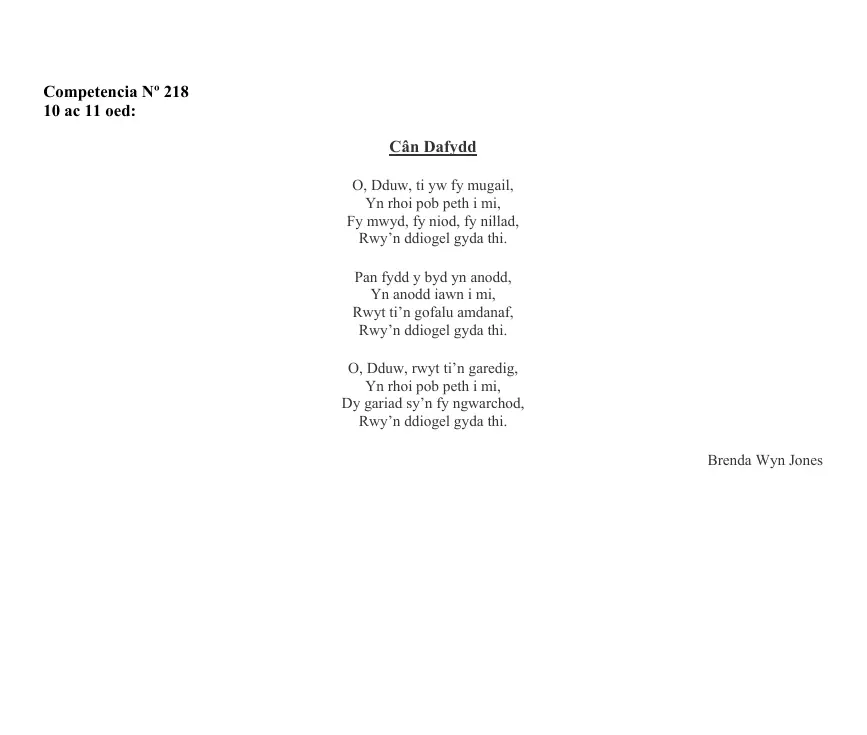 Competencia Nº 218
10 ac 11 oed:
Cân Dafydd
O, Dduw, ti yw fy mugail,
Yn rhoi pob peth i mi,
Fy mwyd, fy niod, fy nillad,
Rwy’n ddiogel gyda thi.
Pan fydd y byd yn anodd,
Yn anodd iawn i mi,
Rwyt ti’n gofalu amdanaf,
Rwy’n ddiogel gyda thi.
O, Dduw, rwyt ti’n garedig,
Yn rhoi pob peth i mi,
Dy gariad sy’n fy ngwarchod,
Rwy’n ddiogel gyda thi.
Brenda Wyn Jones